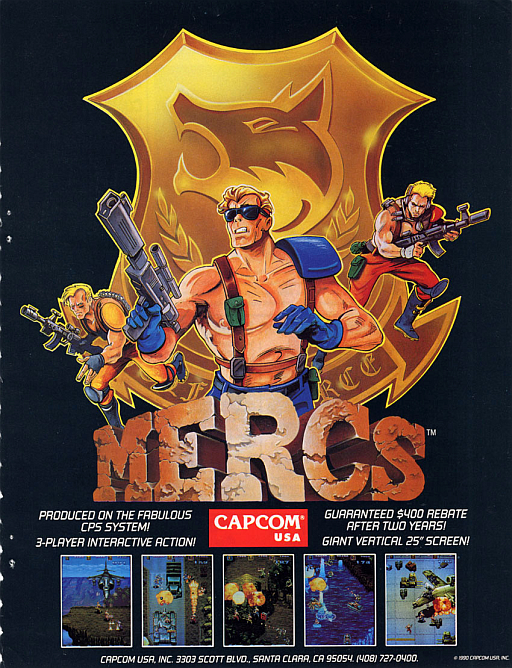 RCE
MERCS™
PRODUCED ON THE FABULOUS
CPS SYSTEM!
3-PLAYER INTERACTIVE ACTION!
CAPCOM®
USA
GUARANTEED $400 REBATE
AFTER TWO YEARS!
GIANT VERTICAL 25" SCREEN!
CAPCOM USA, INC. 3303 SCOTT BLVD., SANTA CLARA, CA 95054. (408) 727-0400.
© 1990 CAPCOM USA, INC.